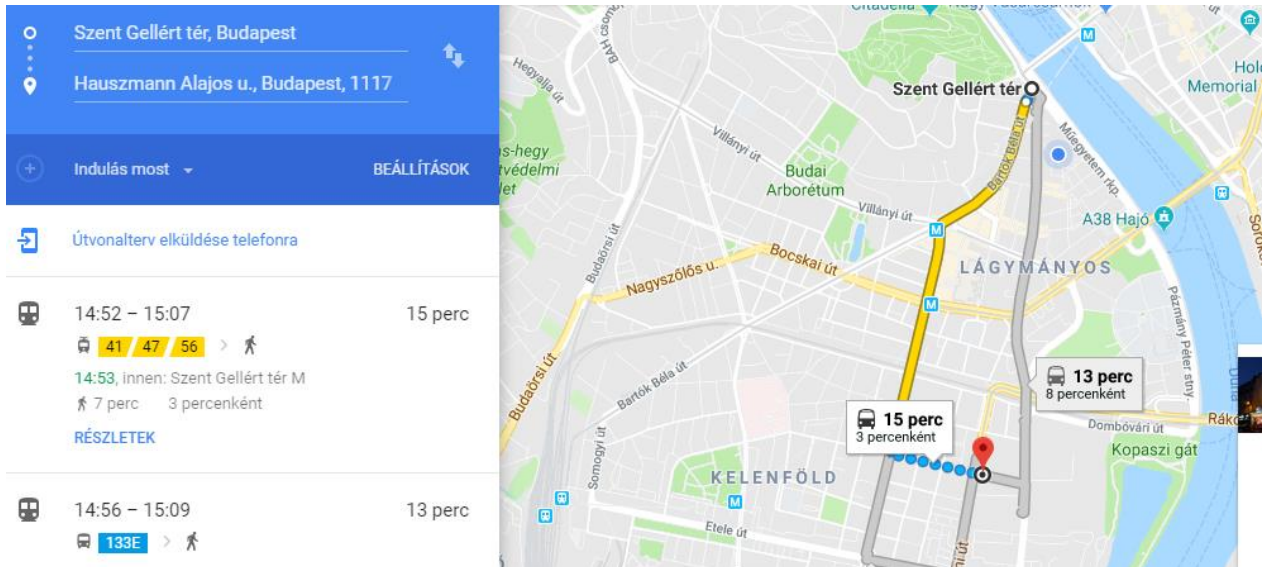 Szent Gellért tér, Budapest
Hauszmann Alajos u., Budapest, 1117
Indulás most
BEÁLLÍTÁSOK
Útvonalterv elküldése telefonra
14:52 – 15:07
15 perc
41 / 47 / 56
14:53, innen: Szent Gellért tér M
7 perc 3 percenként
RÉSZLETEK
14:56 – 15:09
13 perc
133E
BAH
Hegyalja út
M
Szent Gellért tér
Memorial
Villányi út
Műegyetem rkp.
Bartók Béla út
Budai
Arborétum
Villányi út
M
A38 Hajó
Budaörsi út
Bocskai út
LÁGYMÁNYOS
Nagyszőlős u.
M
Pázmány Péter stny.
Budaörsi út
Bartók Béla út
13 perc
8 percenként
15 perc
3 percenként
Dombóvári út
Kopaszi gát
Somogyi út
KELENFÖLD
M
Etele út